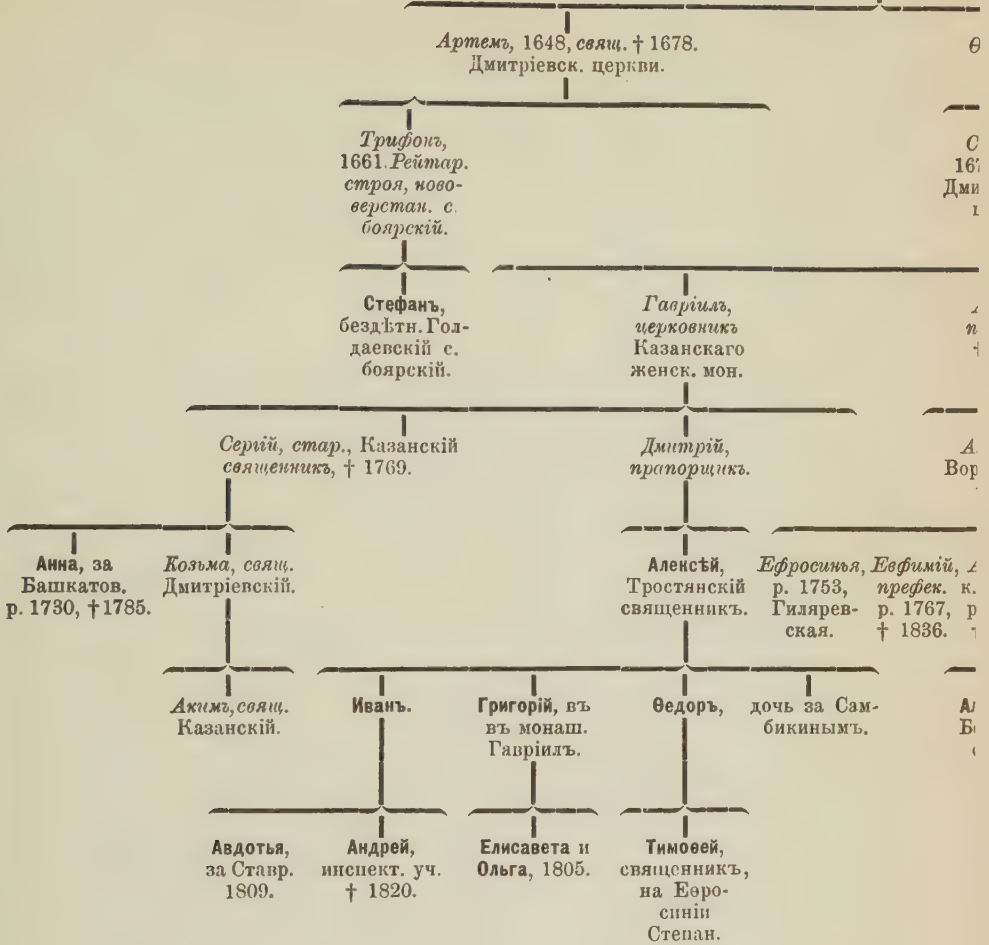 Артемъ, 1648, свящ. † 1678.
Дмитріевск. церкви.
Ѳ
Трифонъ,
1661. Рейтар.
строя, ново-
верстан. с.
боярскій.
С
Дми
Стефанъ,
бездѣтн. Гол-
даевскій с.
боярскій.
Гавріилъ,
церковникъ
Казанскаго
женск. мон.
Сергій, стар., Казанскій
священникъ, † 1769.
Дмитрій,
прапорщикъ.
А
Вор
Анна, за
Башкатов.
р. 1730, † 1785.
Козьма, свящ.
Дмитріевскій.
Алексѣй,
Тростянскій
священникъ.
Ефросинья,
р. 1753,
Гиляров-
ская.
Евфимій,
префек.
р. 1767,
† 1836.
к.
р
Акимъ, свящ.
Казанскій.
Иванъ.
Григорій, въ
въ монаш.
Гавріилъ.
Ѳедоръ,
дочь за Сам-
бикинымъ.
Авдотья,
за Ставр.
1809.
Андрей,
инспект. уч.
† 1820.
Елисавета и
Ольга, 1805.
Тимоѳей,
священникъ,
на Еѳро-
синіи
Степан.